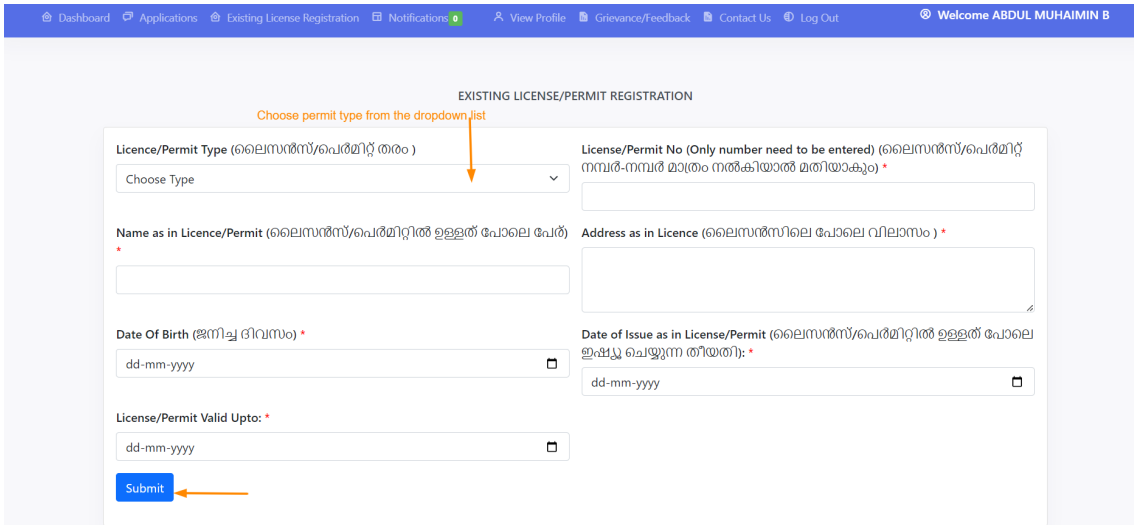 Dashboard Applications Existing License Registration Notifications 0 View Profile Grievance/Feedback Contact Us Log Out Welcome ABDUL MUHAIMIN B
EXISTING LICENSE/PERMIT REGISTRATION
Choose permit type from the dropdown list
Licence/Permit Type (ലൈസൻസ്/പെർമിറ്റ് തരം )
Choose Type
License/Permit No (Only number need to be entered) (ലൈസൻസ്/പെർമിറ്റ്
നമ്പർ-നമ്പർ മാത്രം നൽകിയാൽ മതിയാകും) *
Name as in Licence/Permit (ലൈസൻസ്/പെർമിറ്റിൽ ഉള്ളത് പോലെ പേര്)
*
Address as in Licence (ലൈസൻസിലെ പോലെ വിലാസം ) *
Date Of Birth (ജനിച്ച ദിവസം) *
dd-mm-yyyy
Date of Issue as in License/Permit (ലൈസൻസ്/പെർമിറ്റിൽ ഉള്ളത് പോലെ
ഇഷ്യൂ ചെയ്യുന്ന തീയതി): *
dd-mm-yyyy
License/Permit Valid Upto: *
dd-mm-yyyy
Submit